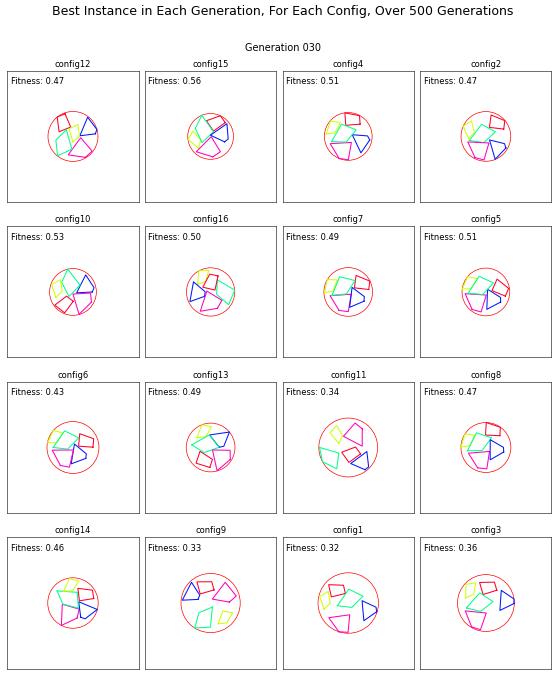 Best Instance in Each Generation, For Each Config, Over 500 Generations
Generation 030
config12
config15
config4
config2
Fitness: 0.47
Fitness: 0.56
Fitness: 0.51
Fitness: 0.47
config10
config16
config7
config5
Fitness: 0.53
Fitness: 0.50
Fitness: 0.49
Fitness: 0.51
config6
config13
config11
config8
Fitness: 0.43
Fitness: 0.49
Fitness: 0.34
Fitness: 0.47
config14
config9
config1
config3
Fitness: 0.46
Fitness: 0.33
Fitness: 0.32
Fitness: 0.36